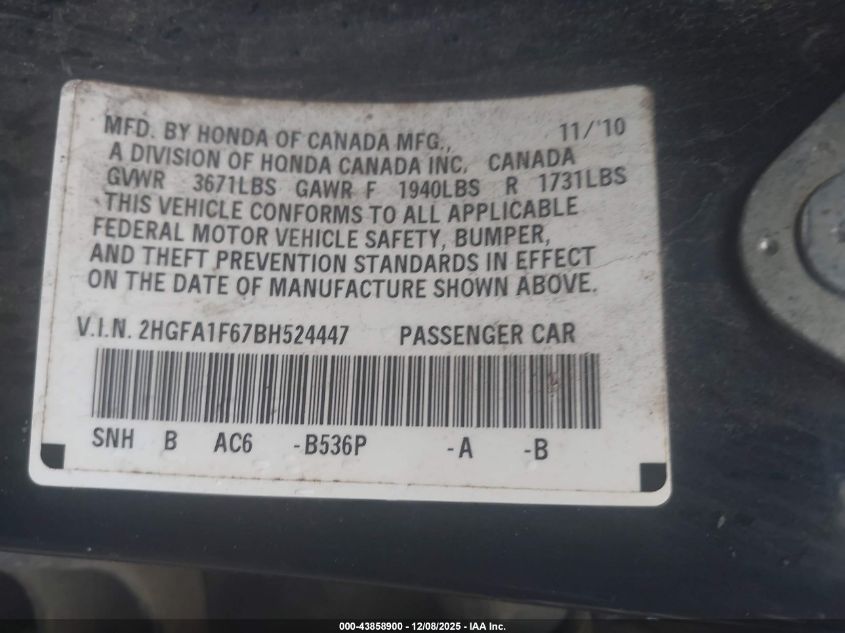 MFD. BY HONDA OF CANADA MFG., 11/'10
A DIVISION OF HONDA CANADA INC. CANADA
GVWR 3671LBS GAWR F 1940LBS R 1731LBS
THIS VEHICLE CONFORMS TO ALL APPLICABLE
FEDERAL MOTOR VEHICLE SAFETY, BUMPER,
AND THEFT PREVENTION STANDARDS IN EFFECT
ON THE DATE OF MANUFACTURE SHOWN ABOVE.
V.I.N. 2HGFA1F67BH524447 PASSENGER CAR
SNH B AC6 -B536P -A -B
000-43858900 - 12/08/2025 - IAA Inc.